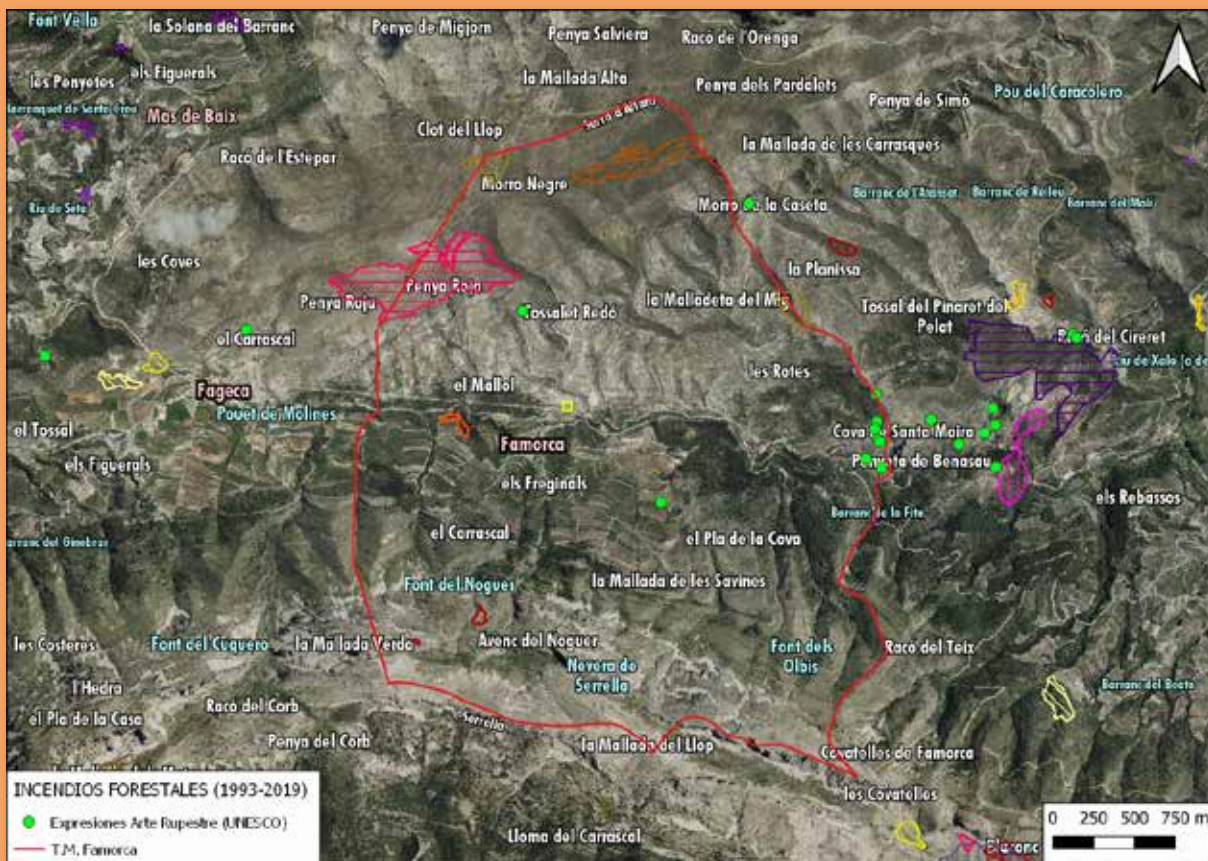 Font Vella
la Solana del Barranc
Penya de Migjorn
Penya Salviera
Racó de l'Orenga
les Penyetes
els Figuerals
la Mallada Alta
Penya dels Pardalets
Penya de Simó
Pou del Caracolero
Mas de Baix
Clot del Llop
Racó de l'Estepar
la Mallada de les Carrasques
Morro Negre
Riu de Seta
Morro de la Caseta
Barranc de Relleu
les Coves
la Planissa
Penya Roja
Penya Roja
Tossalet Redó
la Malladeta del Mig
Tossal del Pinaret del
Pelat
el Carrascal
Racó del Cireret
el Mallol
les Rotes
Fageca
Pouet de Molines
el Tossal
Famorca
Cova de Santa Maira
els Figuerals
Penyeta de Benasau
els Freginals
els Rebassos
Barranc de la Fita
el Carrascal
el Pla de la Cova
Font del Noguer
la Mallada de les Savines
les Costeres
Font del Cuquero
la Mallada Verda
Avenc del Noguer
Font dels
Olbis
Racó del Teix
Nevera de
Serrella
l'Hedra
Racó del Corb
Barranc del Beato
el Pla de la Casa
Serrella
Penya del Corb
la Mallada del Llop
Covatelles de Famorca
les Covatelles
Lloma del Carrascal
INCENDIOS FORESTALES (1993-2019)
Expresiones Arte Rupestre (UNESCO)
T.M. Famorca
0 250 500 750 m